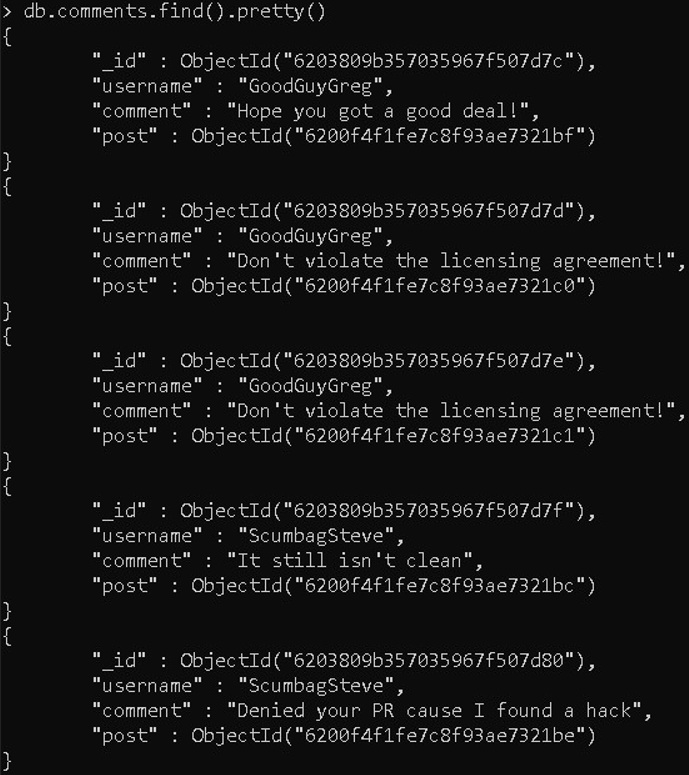 > db.comments.find().pretty()
{
"_id" : ObjectId("6203809b357035967f507d7c"),
"username" : "GoodGuyGreg",
"comment" : "Hope you got a good deal!",
"post" : ObjectId("6200f4f1fe7c8f93ae7321bf")
}
{
"_id" : ObjectId("6203809b357035967f507d7d"),
"username" : "GoodGuyGreg",
"comment" : "Don't violate the licensing agreement!",
"post" : ObjectId("6200f4f1fe7c8f93ae7321c0")
}
{
"_id" : ObjectId("6203809b357035967f507d7e"),
"username" : "GoodGuyGreg",
"comment" : "Don't violate the licensing agreement!",
"post" : ObjectId("6200f4f1fe7c8f93ae7321c1")
}
{
"_id" : ObjectId("6203809b357035967f507d7f"),
"username" : "ScumbagSteve",
"comment" : "It still isn't clean",
"post" : ObjectId("6200f4f1fe7c8f93ae7321bc")
}
{
"_id" : ObjectId("6203809b357035967f507d80"),
"username" : "ScumbagSteve",
"comment" : "Denied your PR cause I found a hack",
"post" : ObjectId("6200f4f1fe7c8f93ae7321be")
}